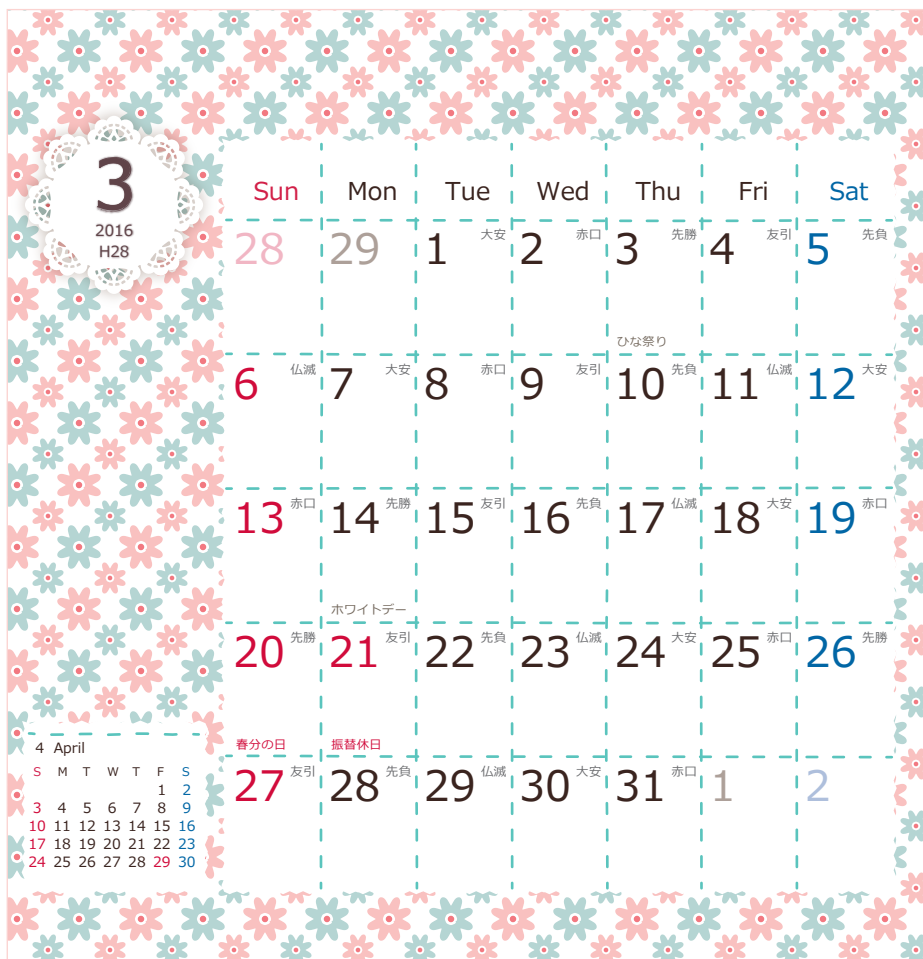 3
2016
H28
Sun Mon Tue Wed Thu Fri Sat
28 29 1 大安 2 赤口 3 先勝 4 友引 5 先負
ひな祭り
6 仏滅 7 大安 8 赤口 9 友引 10 先負 11 仏滅 12 大安
13 赤口 14 先勝 15 友引 16 先負 17 仏滅 18 大安 19 赤口
ホワイトデー
20 先勝 21 友引 22 先負 23 仏滅 24 大安 25 赤口 26 先勝
春分の日 振替休日
27 友引 28 先負 29 仏滅 30 大安 31 赤口 1 2
4 April
S M T W T F S
1 2
3 4 5 6 7 8 9
10 11 12 13 14 15 16
17 18 19 20 21 22 23
24 25 26 27 28 29 30